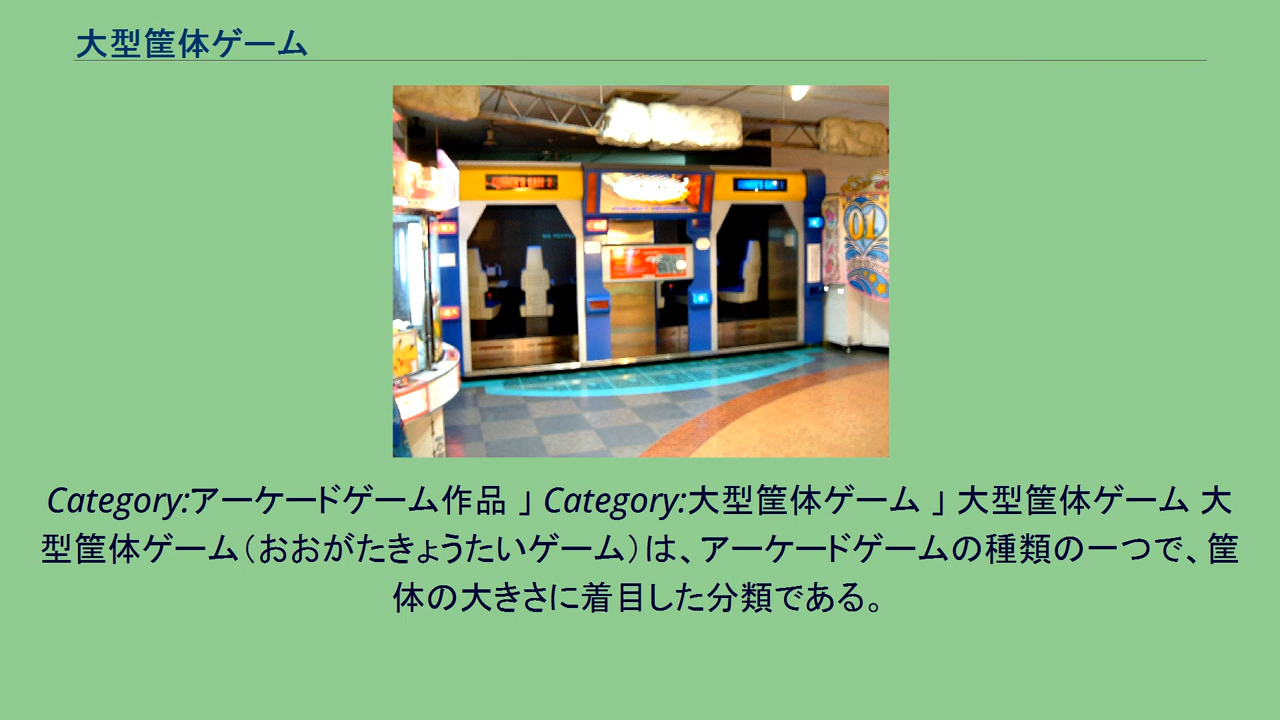 大型筐体ゲーム
01
Category:アーケードゲーム作品 」 Category:大型筐体ゲーム 」 大型筐体ゲーム 大
型筐体ゲーム（おおがたきょうたいゲーム）は、アーケードゲームの種類の一つで、筐
体の大きさに着目した分類である。